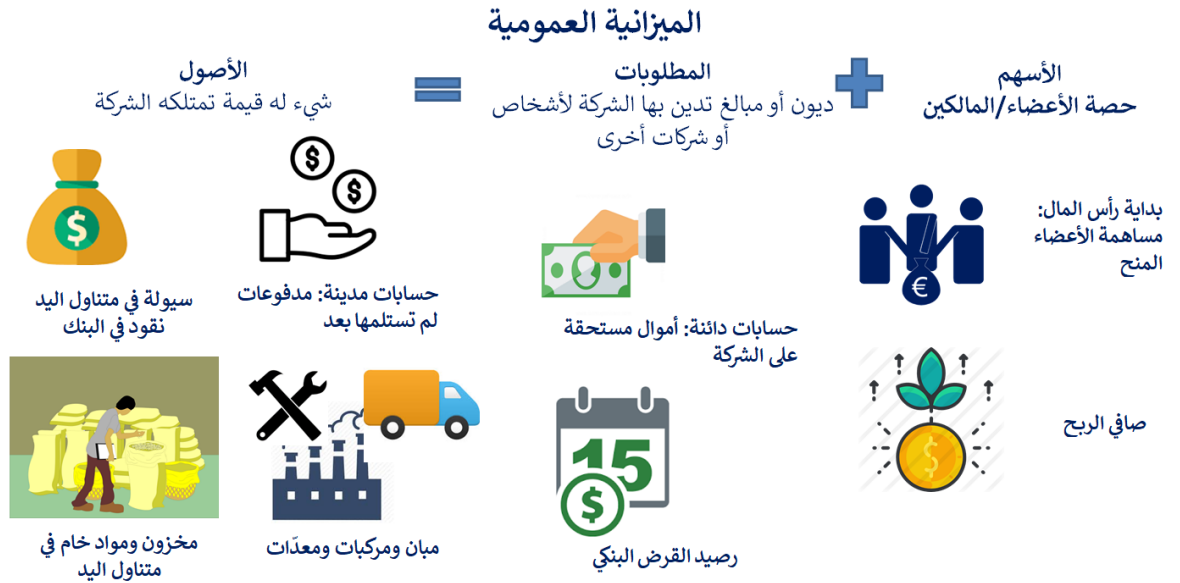 الميزانية العمومية
الأصول
شيء له قيمة تمتلكه الشركة
المطلوبات
ديون أو مبالغ تدين بها الشركة لأشخاص
أو شركات أخرى
الأسهم
حصة الأعضاء/المالكين
سيولة في متناول اليد
نقود في البنك
حسابات مدينة: مدفوعات
لم تستلمها بعد
مخزون ومواد خام في
متناول اليد
مبان ومركبات ومعدّات
حسابات دائنة: أموال مستحقة
على الشركة
15
رصيد القرض البنكي
بداية رأس المال:
مساهمة الأعضاء
المنح
صافي الربح